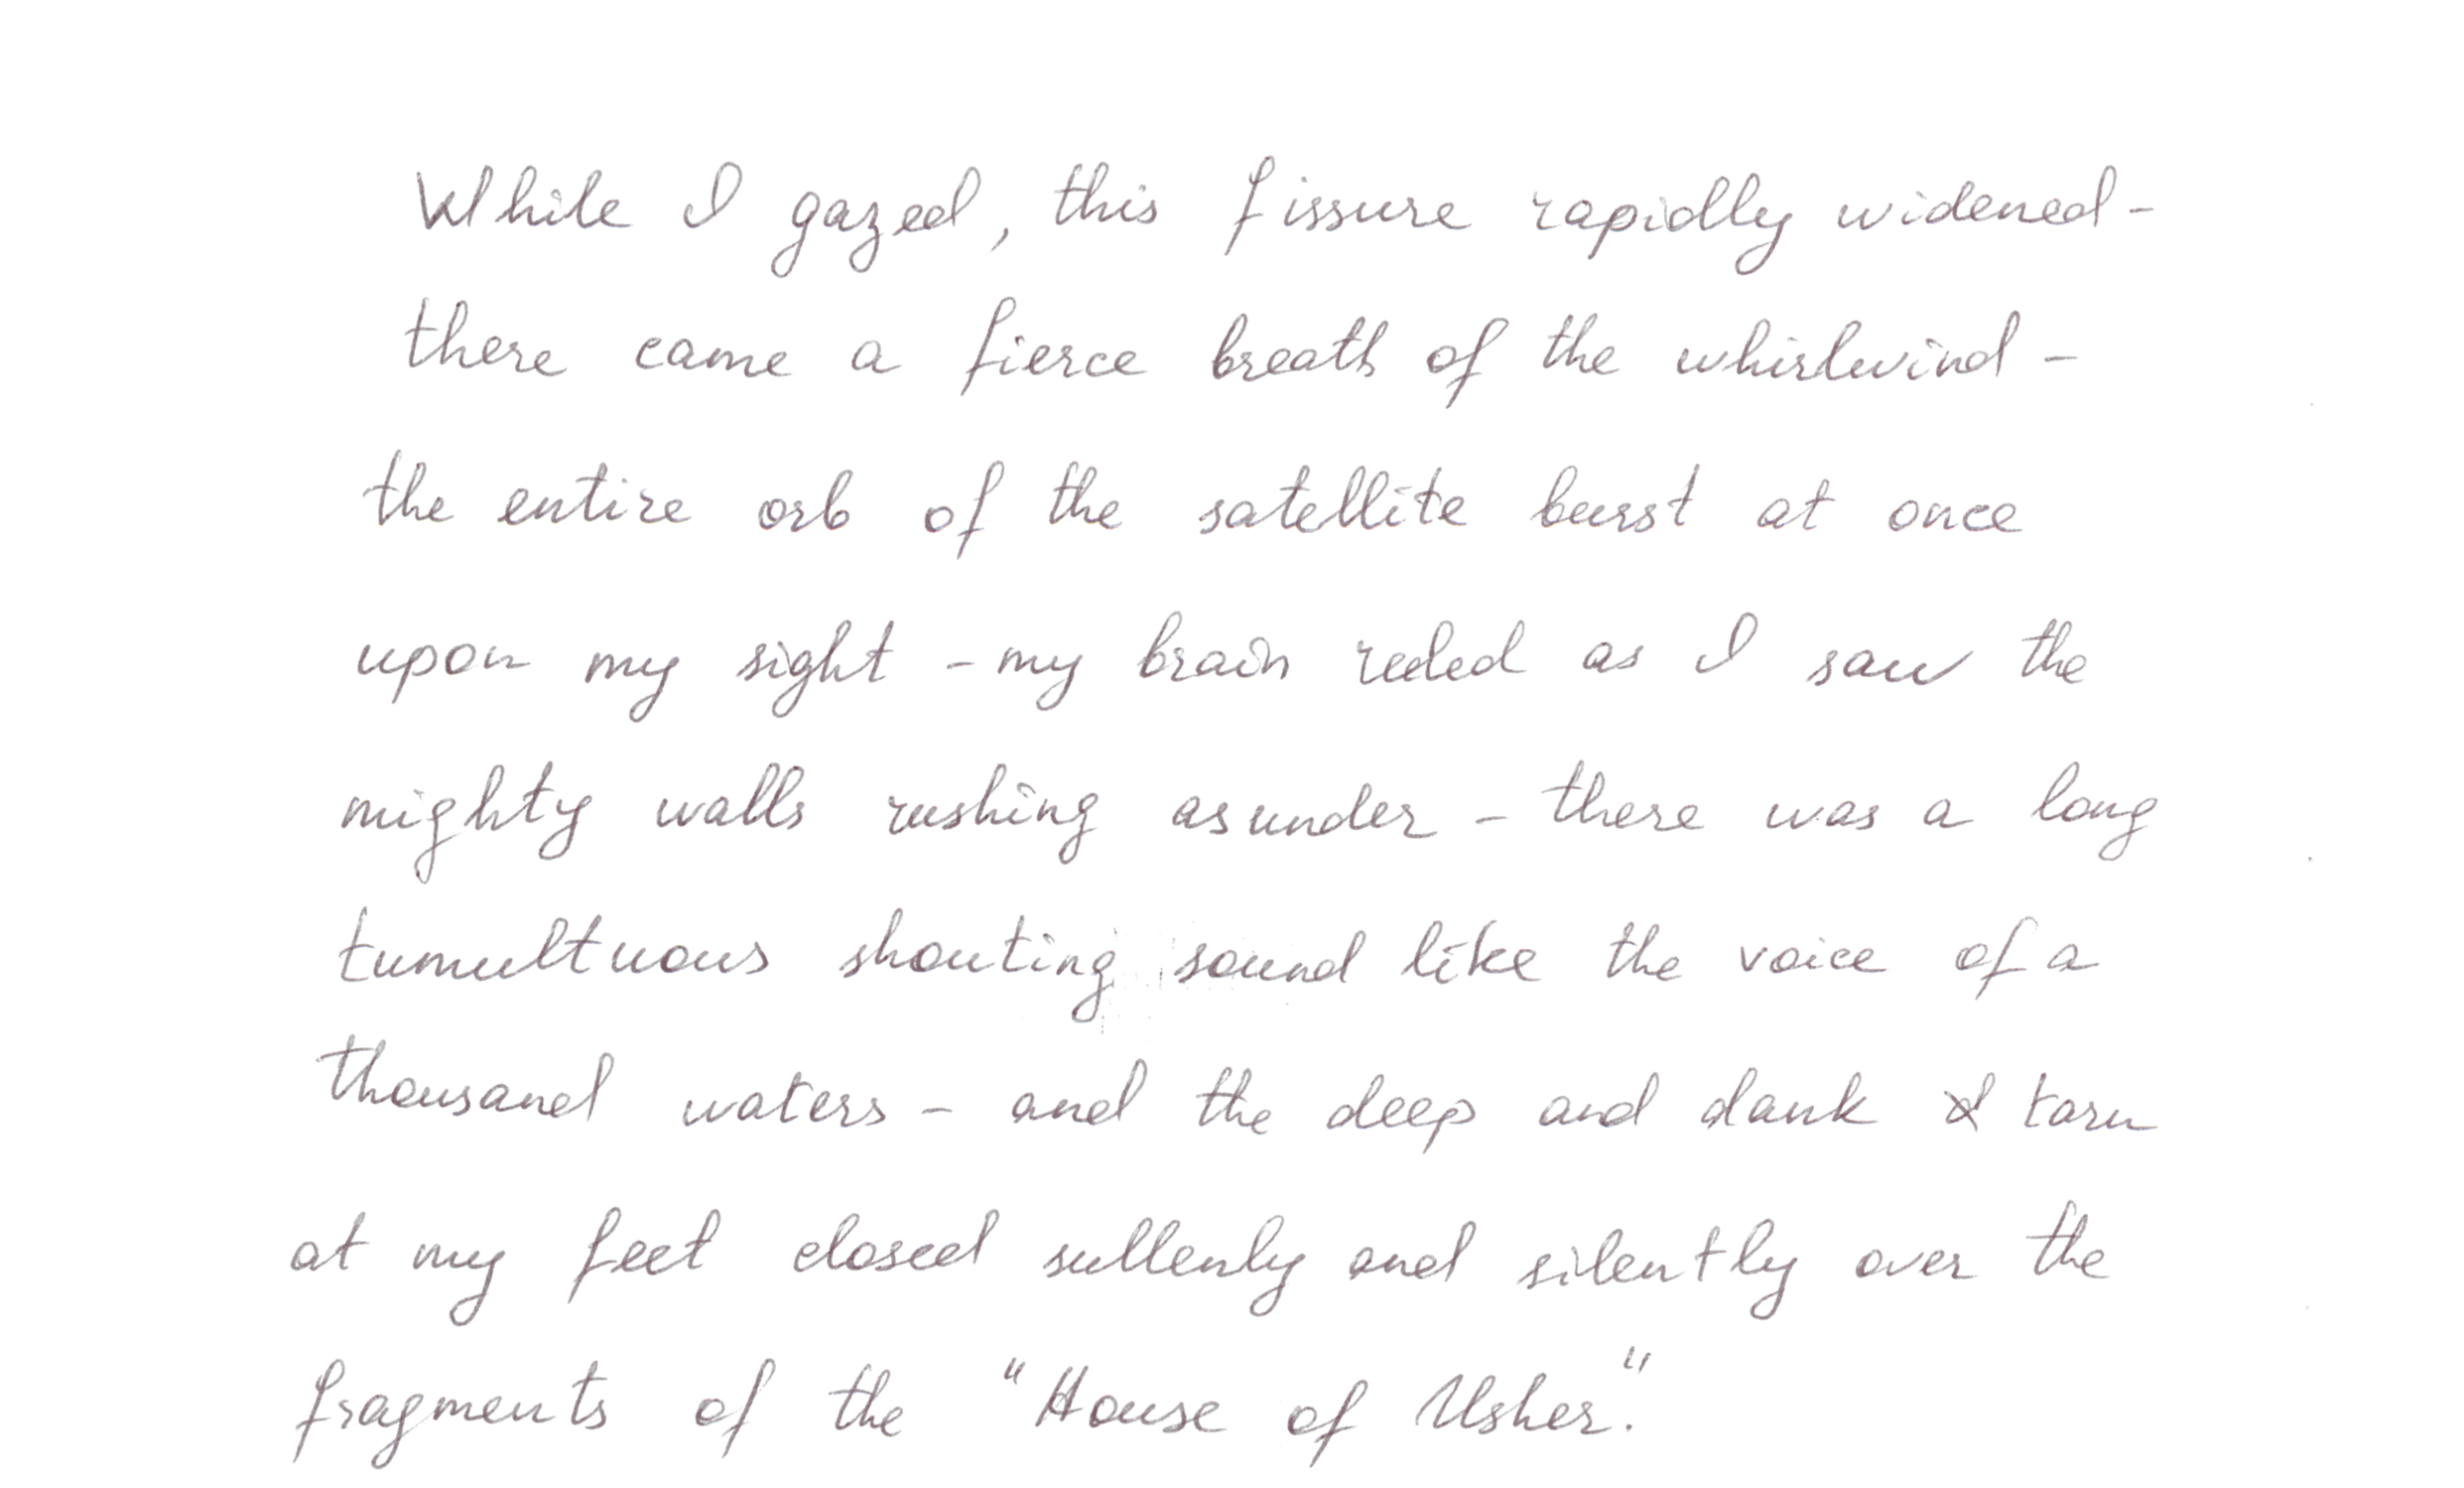 While I gazed, this fissure rapidly widened -
there came a fierce breath of the whirlwind -
the entire orb of the satellite burst at once
upon my sight - my brain reeled as I saw the
mighty walls rushing asunder - there was a long
tumultuous shouting sound like the voice of a
thousand waters - and the deep and dank tarn
at my feet closed sullenly and silently over the
fragments of the "House of Usher."